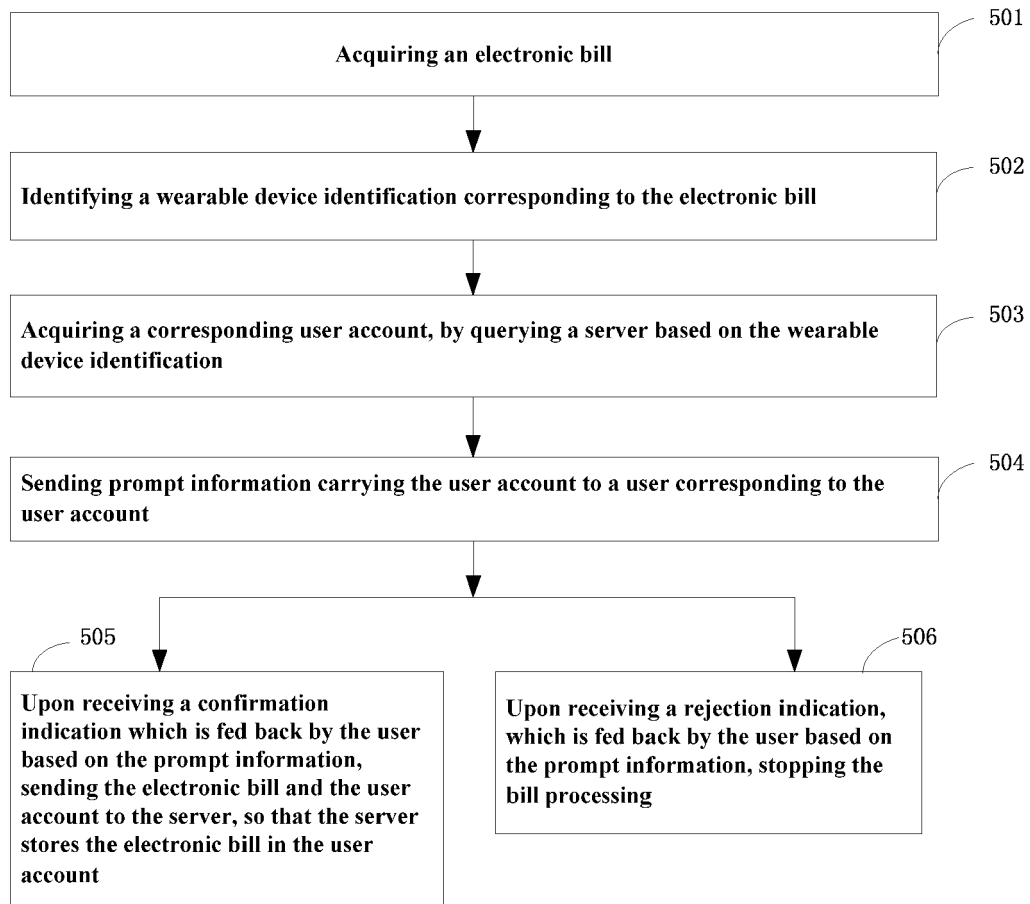 501
Acquiring an electronic bill
502
Identifying a wearable device identification corresponding to the electronic bill
503
Acquiring a corresponding user account, by querying a server based on the wearable
device identification
504
Sending prompt information carrying the user account to a user corresponding to the
user account
505
Upon receiving a confirmation
indication which is fed back by the user
based on the prompt information,
sending the electronic bill and the user
account to the server, so that the server
stores the electronic bill in the user
account
506
Upon receiving a rejection indication,
which is fed back by the user based on
the prompt information, stopping the
bill processing